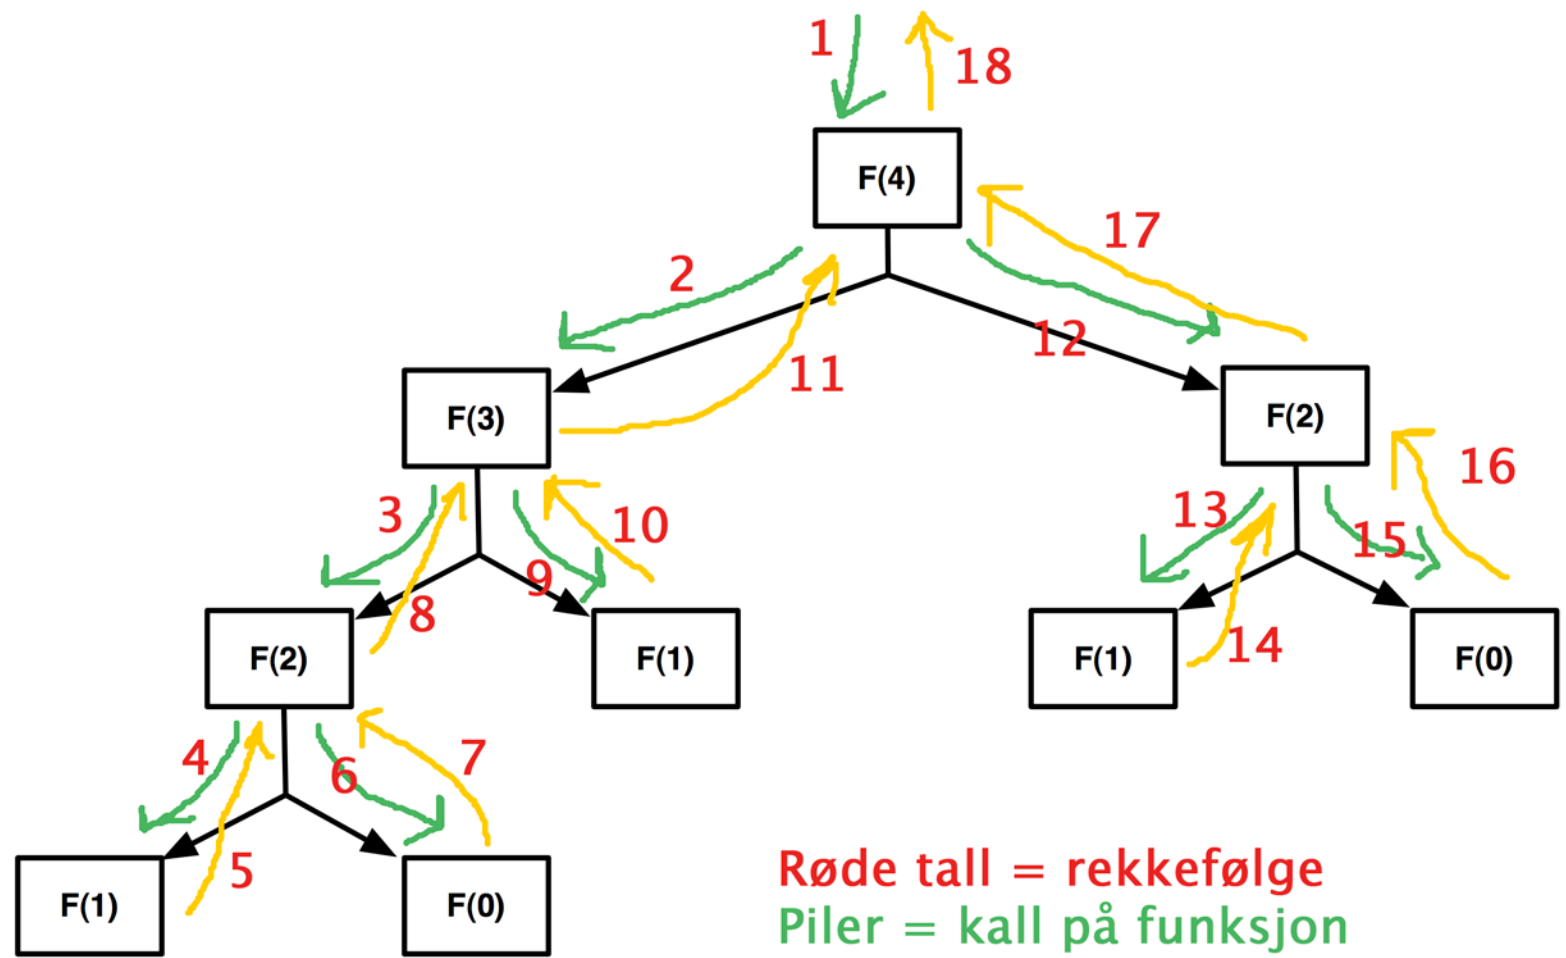 1
18
F(4)
2
17
12
11
F(3)
F(2)
3
10
9
8
13
16
15
14
F(2)
F(1)
F(1)
F(0)
4
6
7
5
F(1)
F(0)
Røde tall = rekkefølge
Piler = kall på funksjon